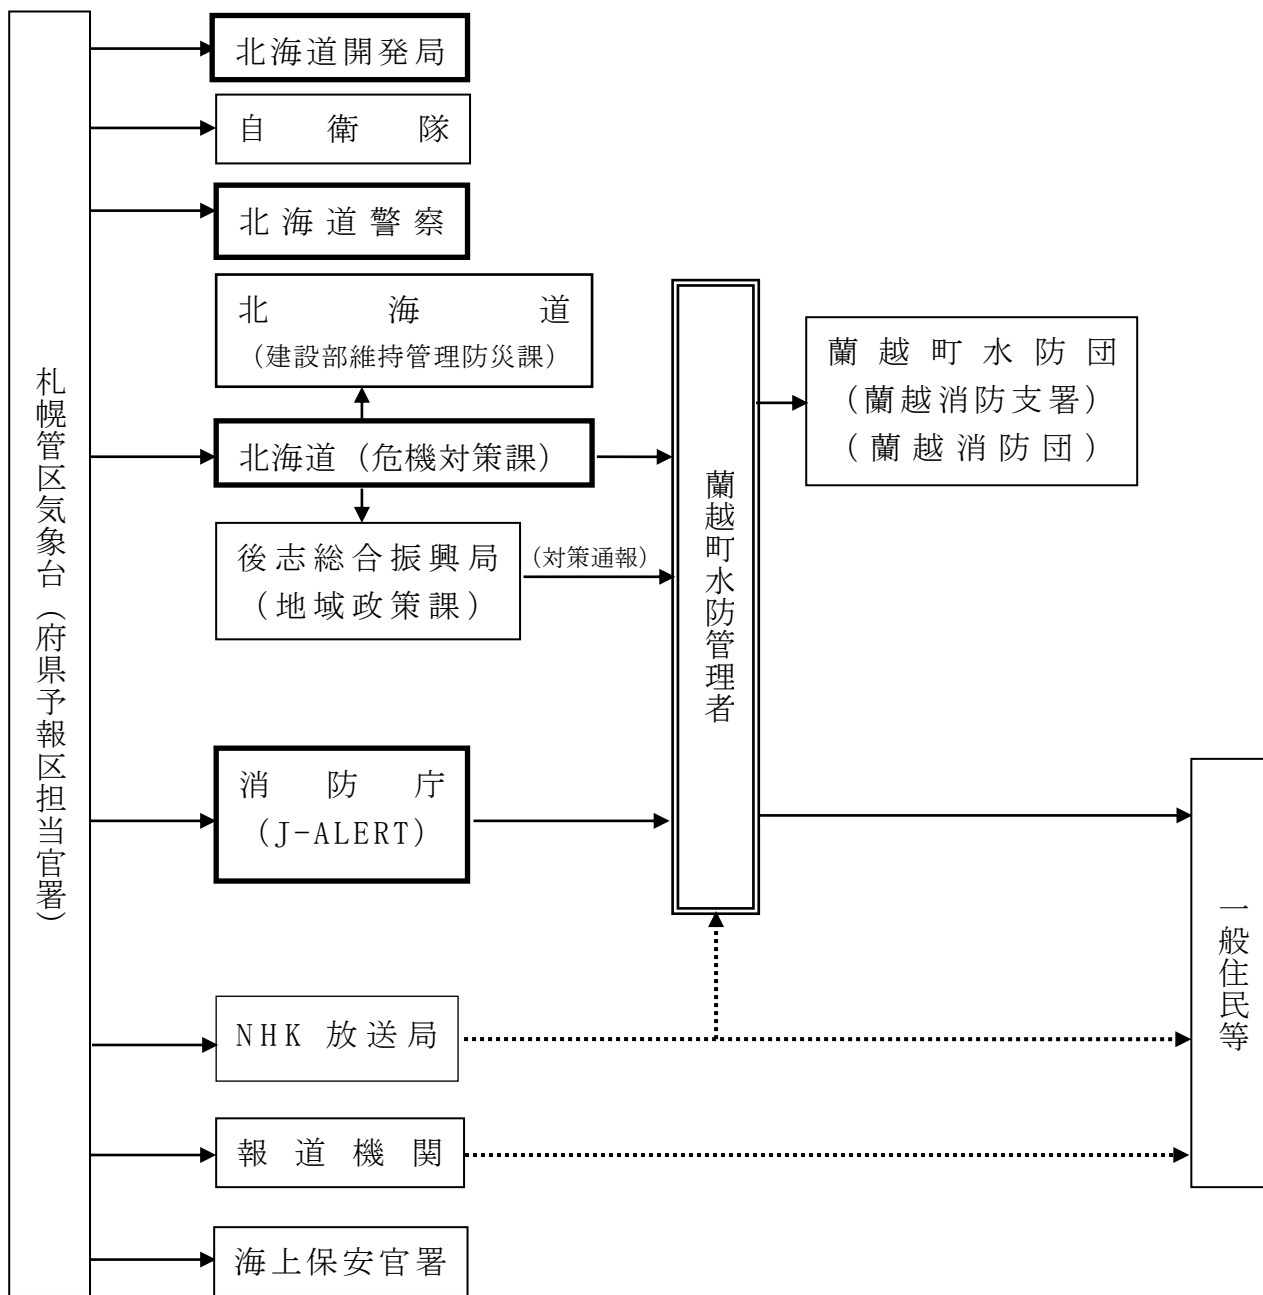 札幌管区気象台（府県予報区担当官署）
北海道開発局
自衛隊
北海道警察
北海道
（建設部維持管理防災課）
北海道（危機対策課）
後志総合振興局
（地域政策課）
（対策通報）
消防庁
（J-ALERT）
NHK 放送局
報道機関
海上保安官署
蘭越町水防管理者
蘭越町水防団
（蘭越消防支署）
（蘭越消防団）
一般住民等